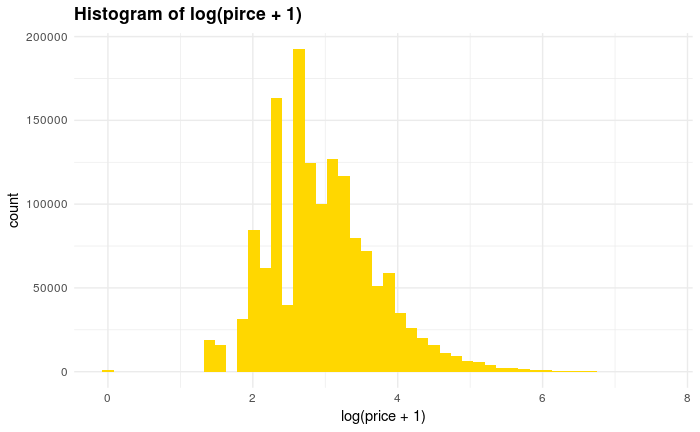 Histogram of log(pirce + 1)
200000
150000
100000
50000
0
count
0 2 4 6 8
log(price + 1)